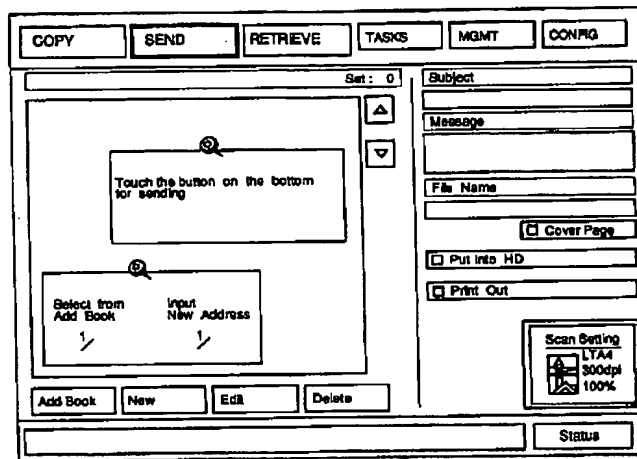 COPY SEND RETRIEVE TASKS MGMT CONFIG
Set : 0
Subject
Message
Touch the button on the bottom
for sending
File Name
Cover Page
Put Into HD
Print Out
Select from
Add Book
Input
New Address
Scan Setting
LTA4
300dpi
100%
Add Book New Edit Delete
Status